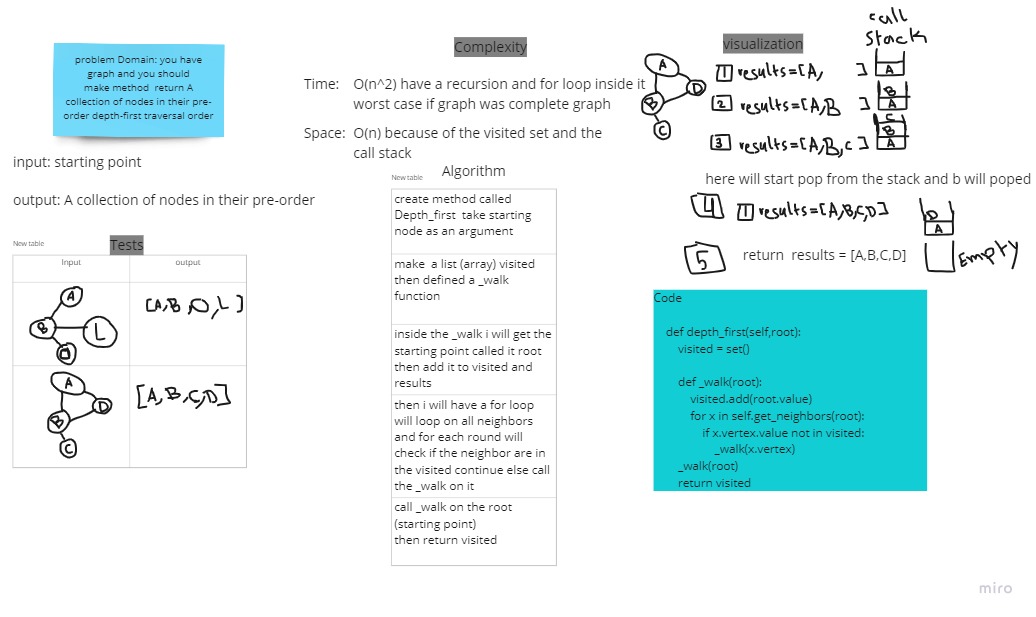 problem Domain: you have
graph and you should
make method return A
collection of nodes in their pre-
order depth-first traversal order
input: starting point
output: A collection of nodes in their pre-order
New table
Tests
Input
output
A
B
L
D
[A,B,D,L]
A
D
B
C
[A,B,C,D]
Complexity
Time: O(n^2) have a recursion and for loop inside it
worst case if graph was complete graph
Space: O(n) because of the visited set and the
call stack
New table
Algorithm
create method called
Depth_first take starting
node as an argument
make a list (array) visited
then defined a _walk
function
inside the _walk i will get the
starting point called it root
then add it to visited and
results
then i will have a for loop
will loop on all neighbors
and for each round will
check if the neighbor are in
the visited continue else call
the _walk on it
call _walk on the root
(starting point)
then return visited
visualization
call
stack
A
D
B
C
1 results=[A, ]
A
2 results=[A,B ]
B
A
3 results=[A,B,C ]
C
B
A
here will start pop from the stack and b will poped
4 1 results=[A,B,C,D]
D
A
5 return results = [A,B,C,D]
Empty
Code
def depth_first(self,root):
visited = set()
def _walk(root):
visited.add(root.value)
for x in self.get_neighbors(root):
if x.vertex.value not in visited:
_walk(x.vertex)
_walk(root)
return visited
miro